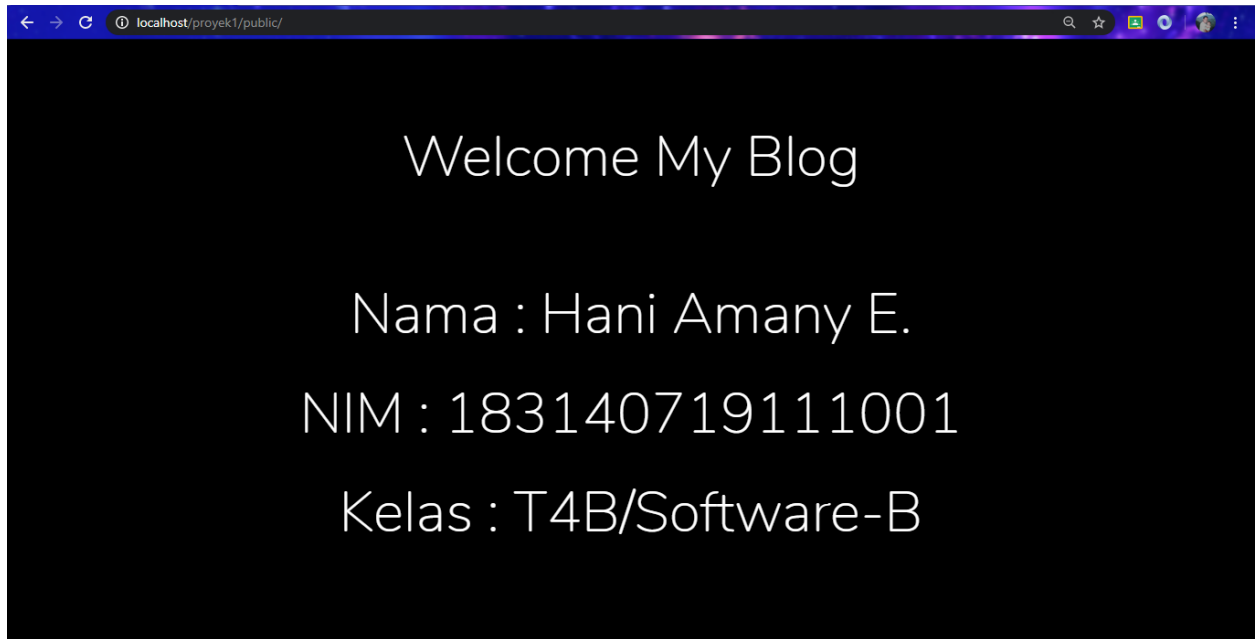 localhost/proyek1/public/
Welcome My Blog
Nama : Hani Amany E.
NIM : 183140719111001
Kelas : T4B/Software-B